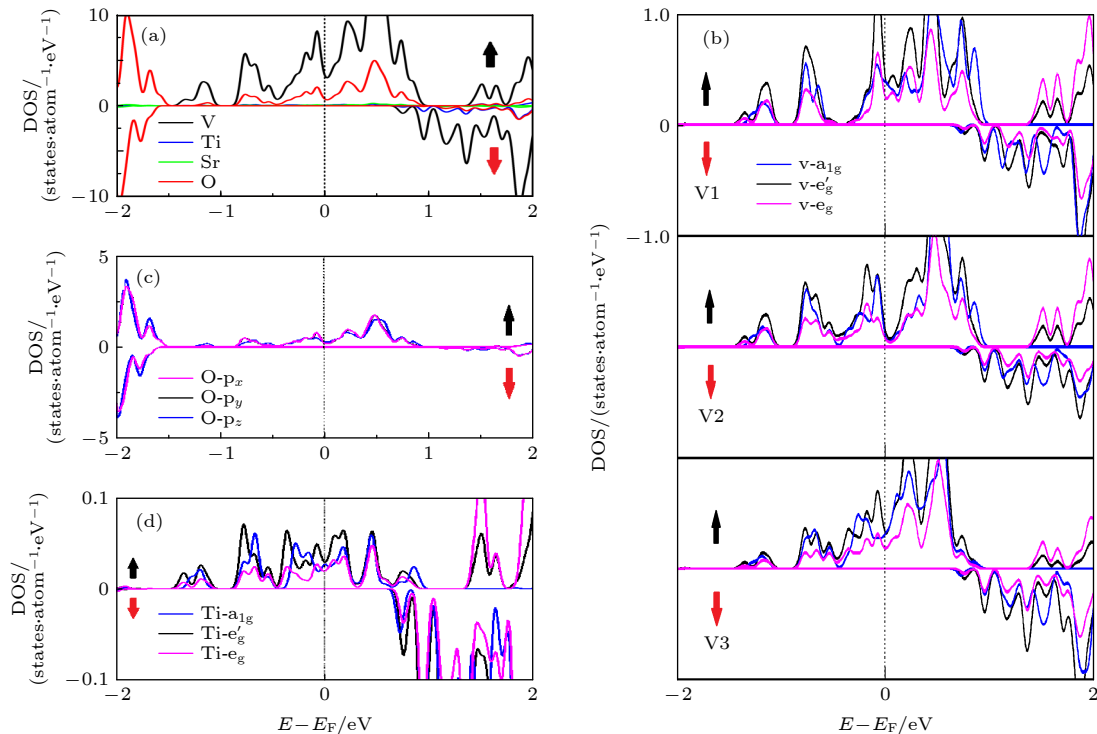 (a)
DOS/
(states·atom⁻¹·eV⁻¹)
10
5
0
−5
−10
V
Ti
Sr
O
−2
−1
0
1
2
(c)
DOS/
(states·atom⁻¹·eV⁻¹)
5
0
−5
O-pₓ
O-p_y
O-p_z
−2
−1
0
1
2
(d)
DOS/
(states·atom⁻¹·eV⁻¹)
0.1
0
−0.1
Ti-a₁g
Ti-e′g
Ti-eg
−2
−1
0
1
2
E−E_F/eV
(b)
DOS/(states·atom⁻¹·eV⁻¹)
1.0
0
−1.0
V1
v-a₁g
v-e′g
v-eg
V2
V3
−2
−1
0
1
2
E−E_F/eV